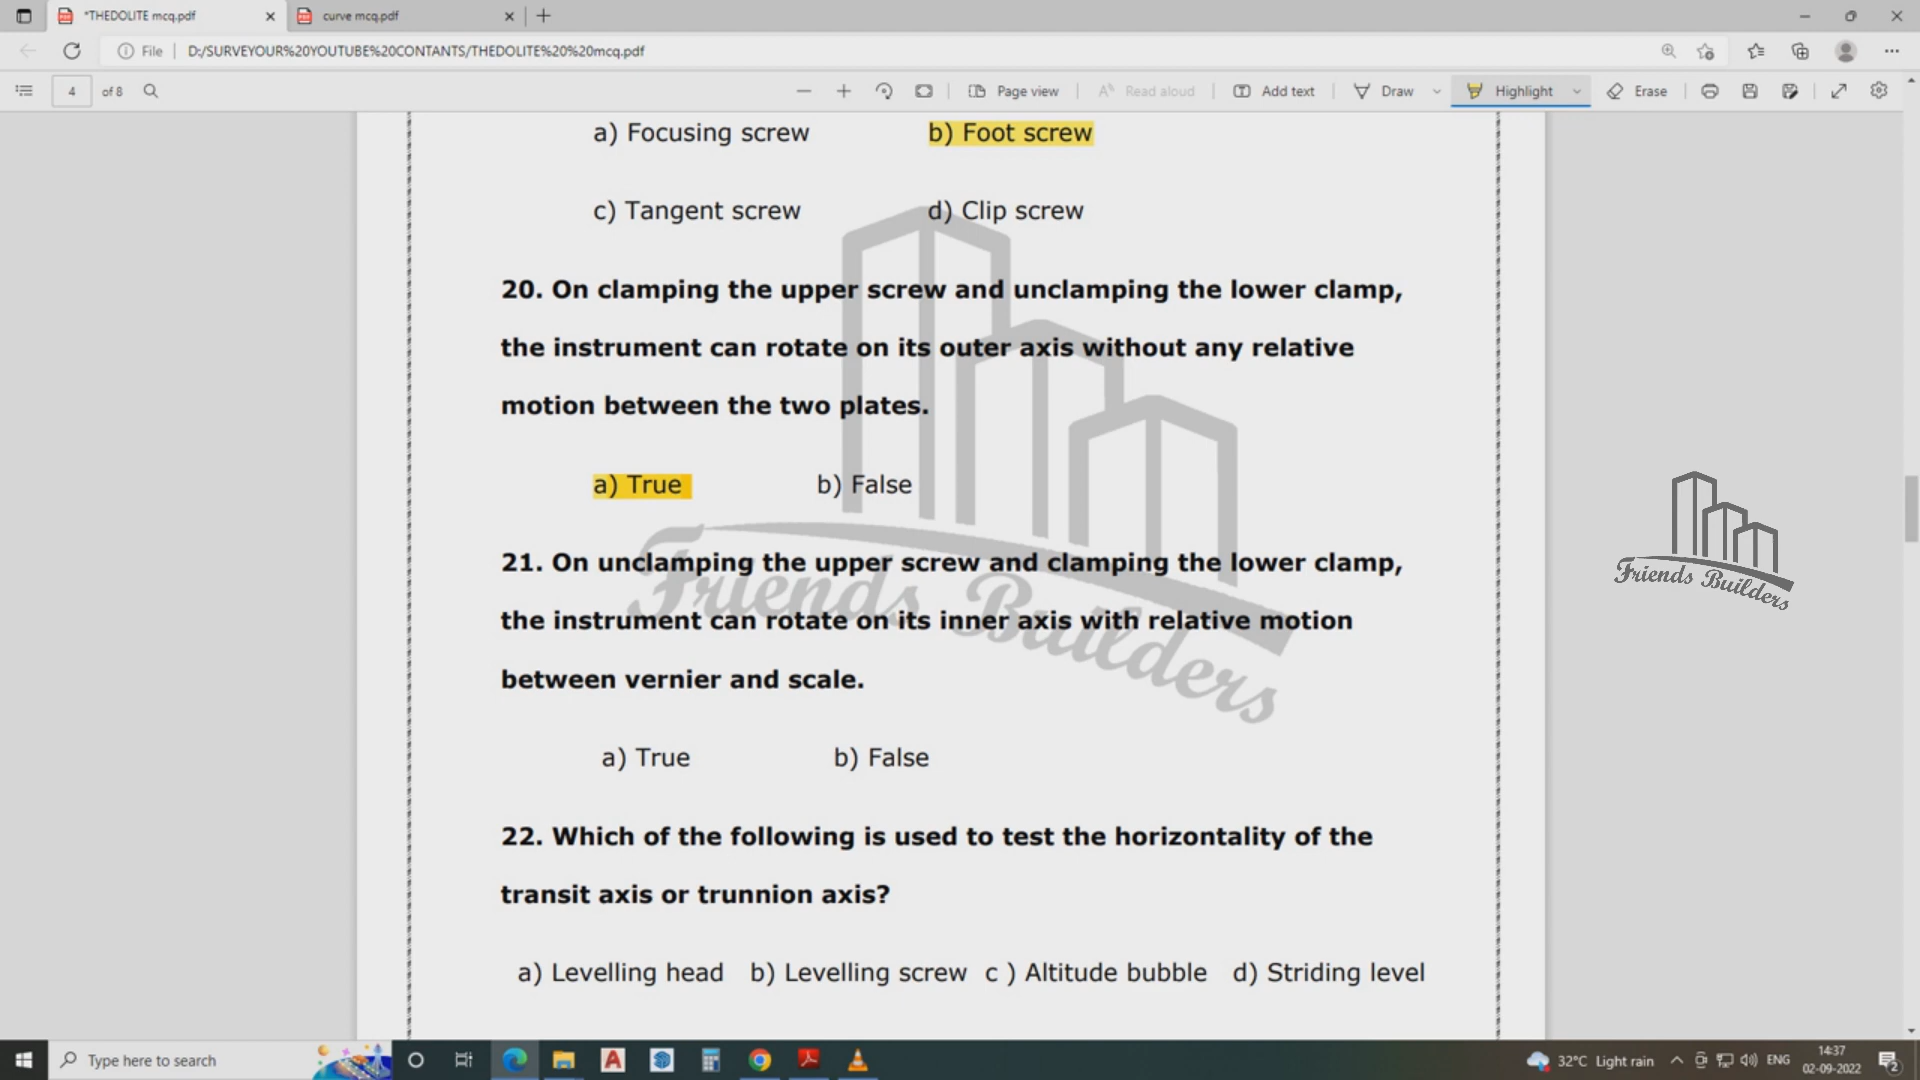 *THEDOLITE mcq.pdf
curve mcq.pdf
File
D:/SURVEYOUR%20YOUTUBE%20CONTANTS/THEDOLITE%20%20mcq.pdf
4 of 8
Page view
Read aloud
Add text
Draw
Highlight
Erase
a) Focusing screw b) Foot screw
c) Tangent screw d) Clip screw
20. On clamping the upper screw and unclamping the lower clamp,
the instrument can rotate on its outer axis without any relative
motion between the two plates.
a) True b) False
21. On unclamping the upper screw and clamping the lower clamp,
the instrument can rotate on its inner axis with relative motion
between vernier and scale.
a) True b) False
22. Which of the following is used to test the horizontality of the
transit axis or trunnion axis?
a) Levelling head b) Levelling screw c ) Altitude bubble d) Striding level
Friends Builders
Friends Builders
Type here to search
32°C Light rain
ENG
14:37
02-09-2022
2